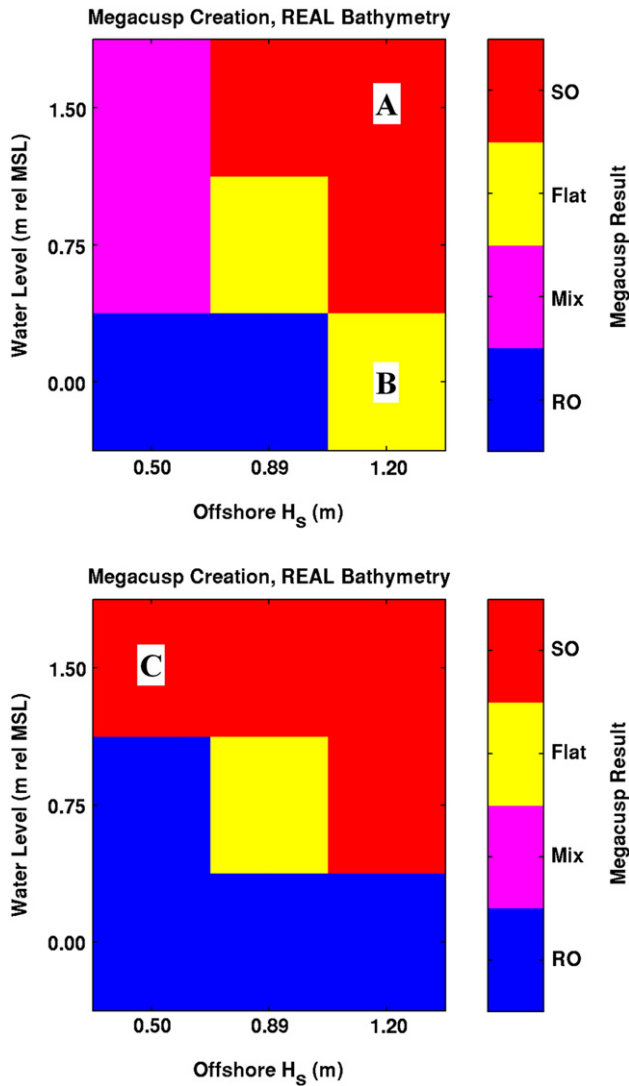 Megacusp Creation, REAL Bathymetry
Water Level (m rel MSL)
1.50
0.75
0.00
A
B
0.50 0.89 1.20
Offshore H_S (m)
SO
Flat
Mix
RO
Megacusp Result
Megacusp Creation, REAL Bathymetry
Water Level (m rel MSL)
1.50
0.75
0.00
C
0.50 0.89 1.20
Offshore H_S (m)
SO
Flat
Mix
RO
Megacusp Result